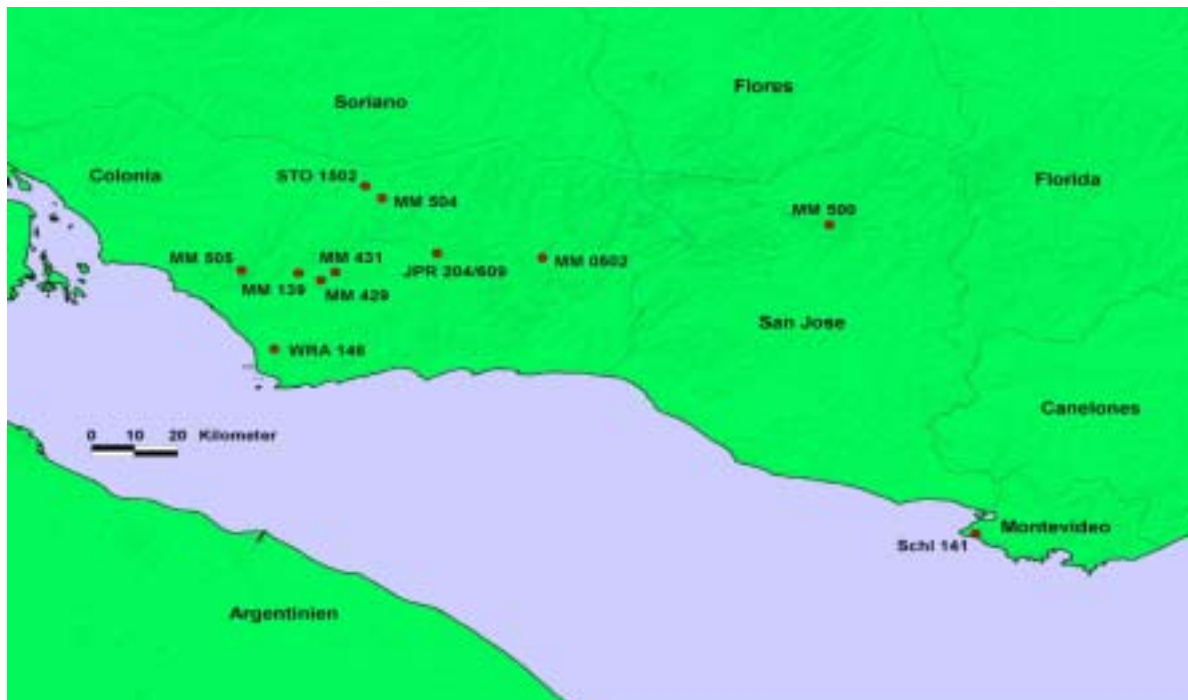 Flores
Soriano
Colonia
STO 1502
Florida
MM 504
MM 500
MM 505
MM 431
JPR 204/609
MM 0602
MM 139
MM 429
San Jose
WRA 146
Canelones
0 10 20 Kilometer
Montevideo
Schl 141
Argentinien